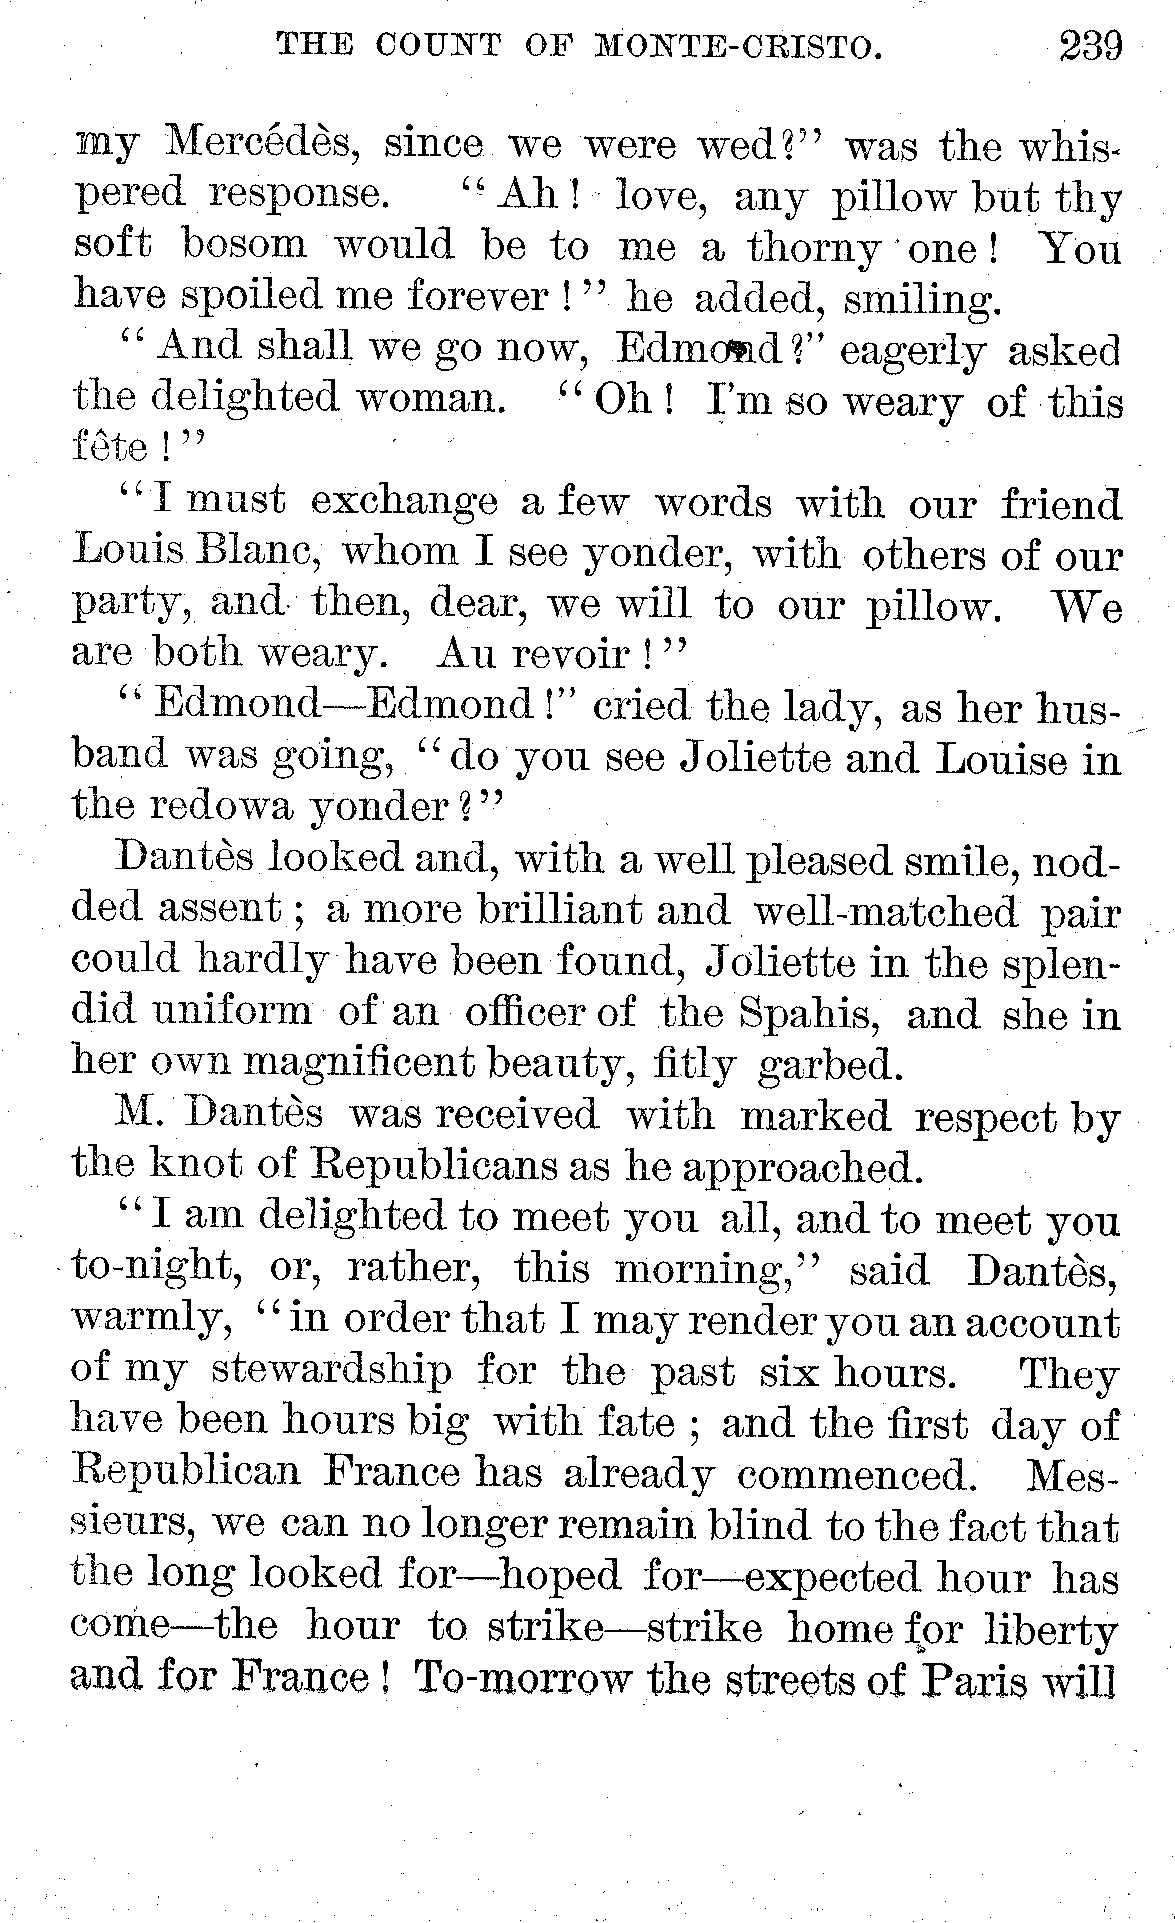 THE COUNT OF MONTE-CRISTO. 239
my Mercédès, since we were wed?" was the whis-
pered response. "Ah! love, any pillow but thy
soft bosom would be to me a thorny one! You
have spoiled me forever!" he added, smiling.
"And shall we go now, Edmond?" eagerly asked
the delighted woman. "Oh! I'm so weary of this
fête!"
"I must exchange a few words with our friend
Louis Blanc, whom I see yonder, with others of our
party, and then, dear, we will to our pillow. We
are both weary. Au revoir!"
"Edmond—Edmond!" cried the lady, as her hus-
band was going, "do you see Joliette and Louise in
the redowa yonder?"
Dantès looked and, with a well pleased smile, nod-
ded assent; a more brilliant and well-matched pair
could hardly have been found, Joliette in the splen-
did uniform of an officer of the Spahis, and she in
her own magnificent beauty, fitly garbed.
M. Dantès was received with marked respect by
the knot of Republicans as he approached.
"I am delighted to meet you all, and to meet you
to-night, or, rather, this morning," said Dantès,
warmly, "in order that I may render you an account
of my stewardship for the past six hours. They
have been hours big with fate; and the first day of
Republican France has already commenced. Mes-
sieurs, we can no longer remain blind to the fact that
the long looked for—hoped for—expected hour has
come—the hour to strike—strike home for liberty
and for France! To-morrow the streets of Paris will